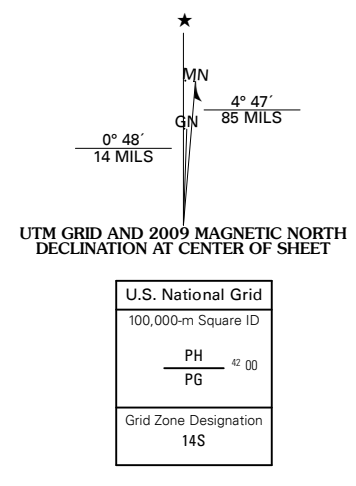 MN
4° 47´
85 MILS
GN
0° 48´
14 MILS
UTM GRID AND 2009 MAGNETIC NORTH
DECLINATION AT CENTER OF SHEET
U.S. National Grid
100,000-m Square ID
PH
42 00
PG
Grid Zone Designation
14S